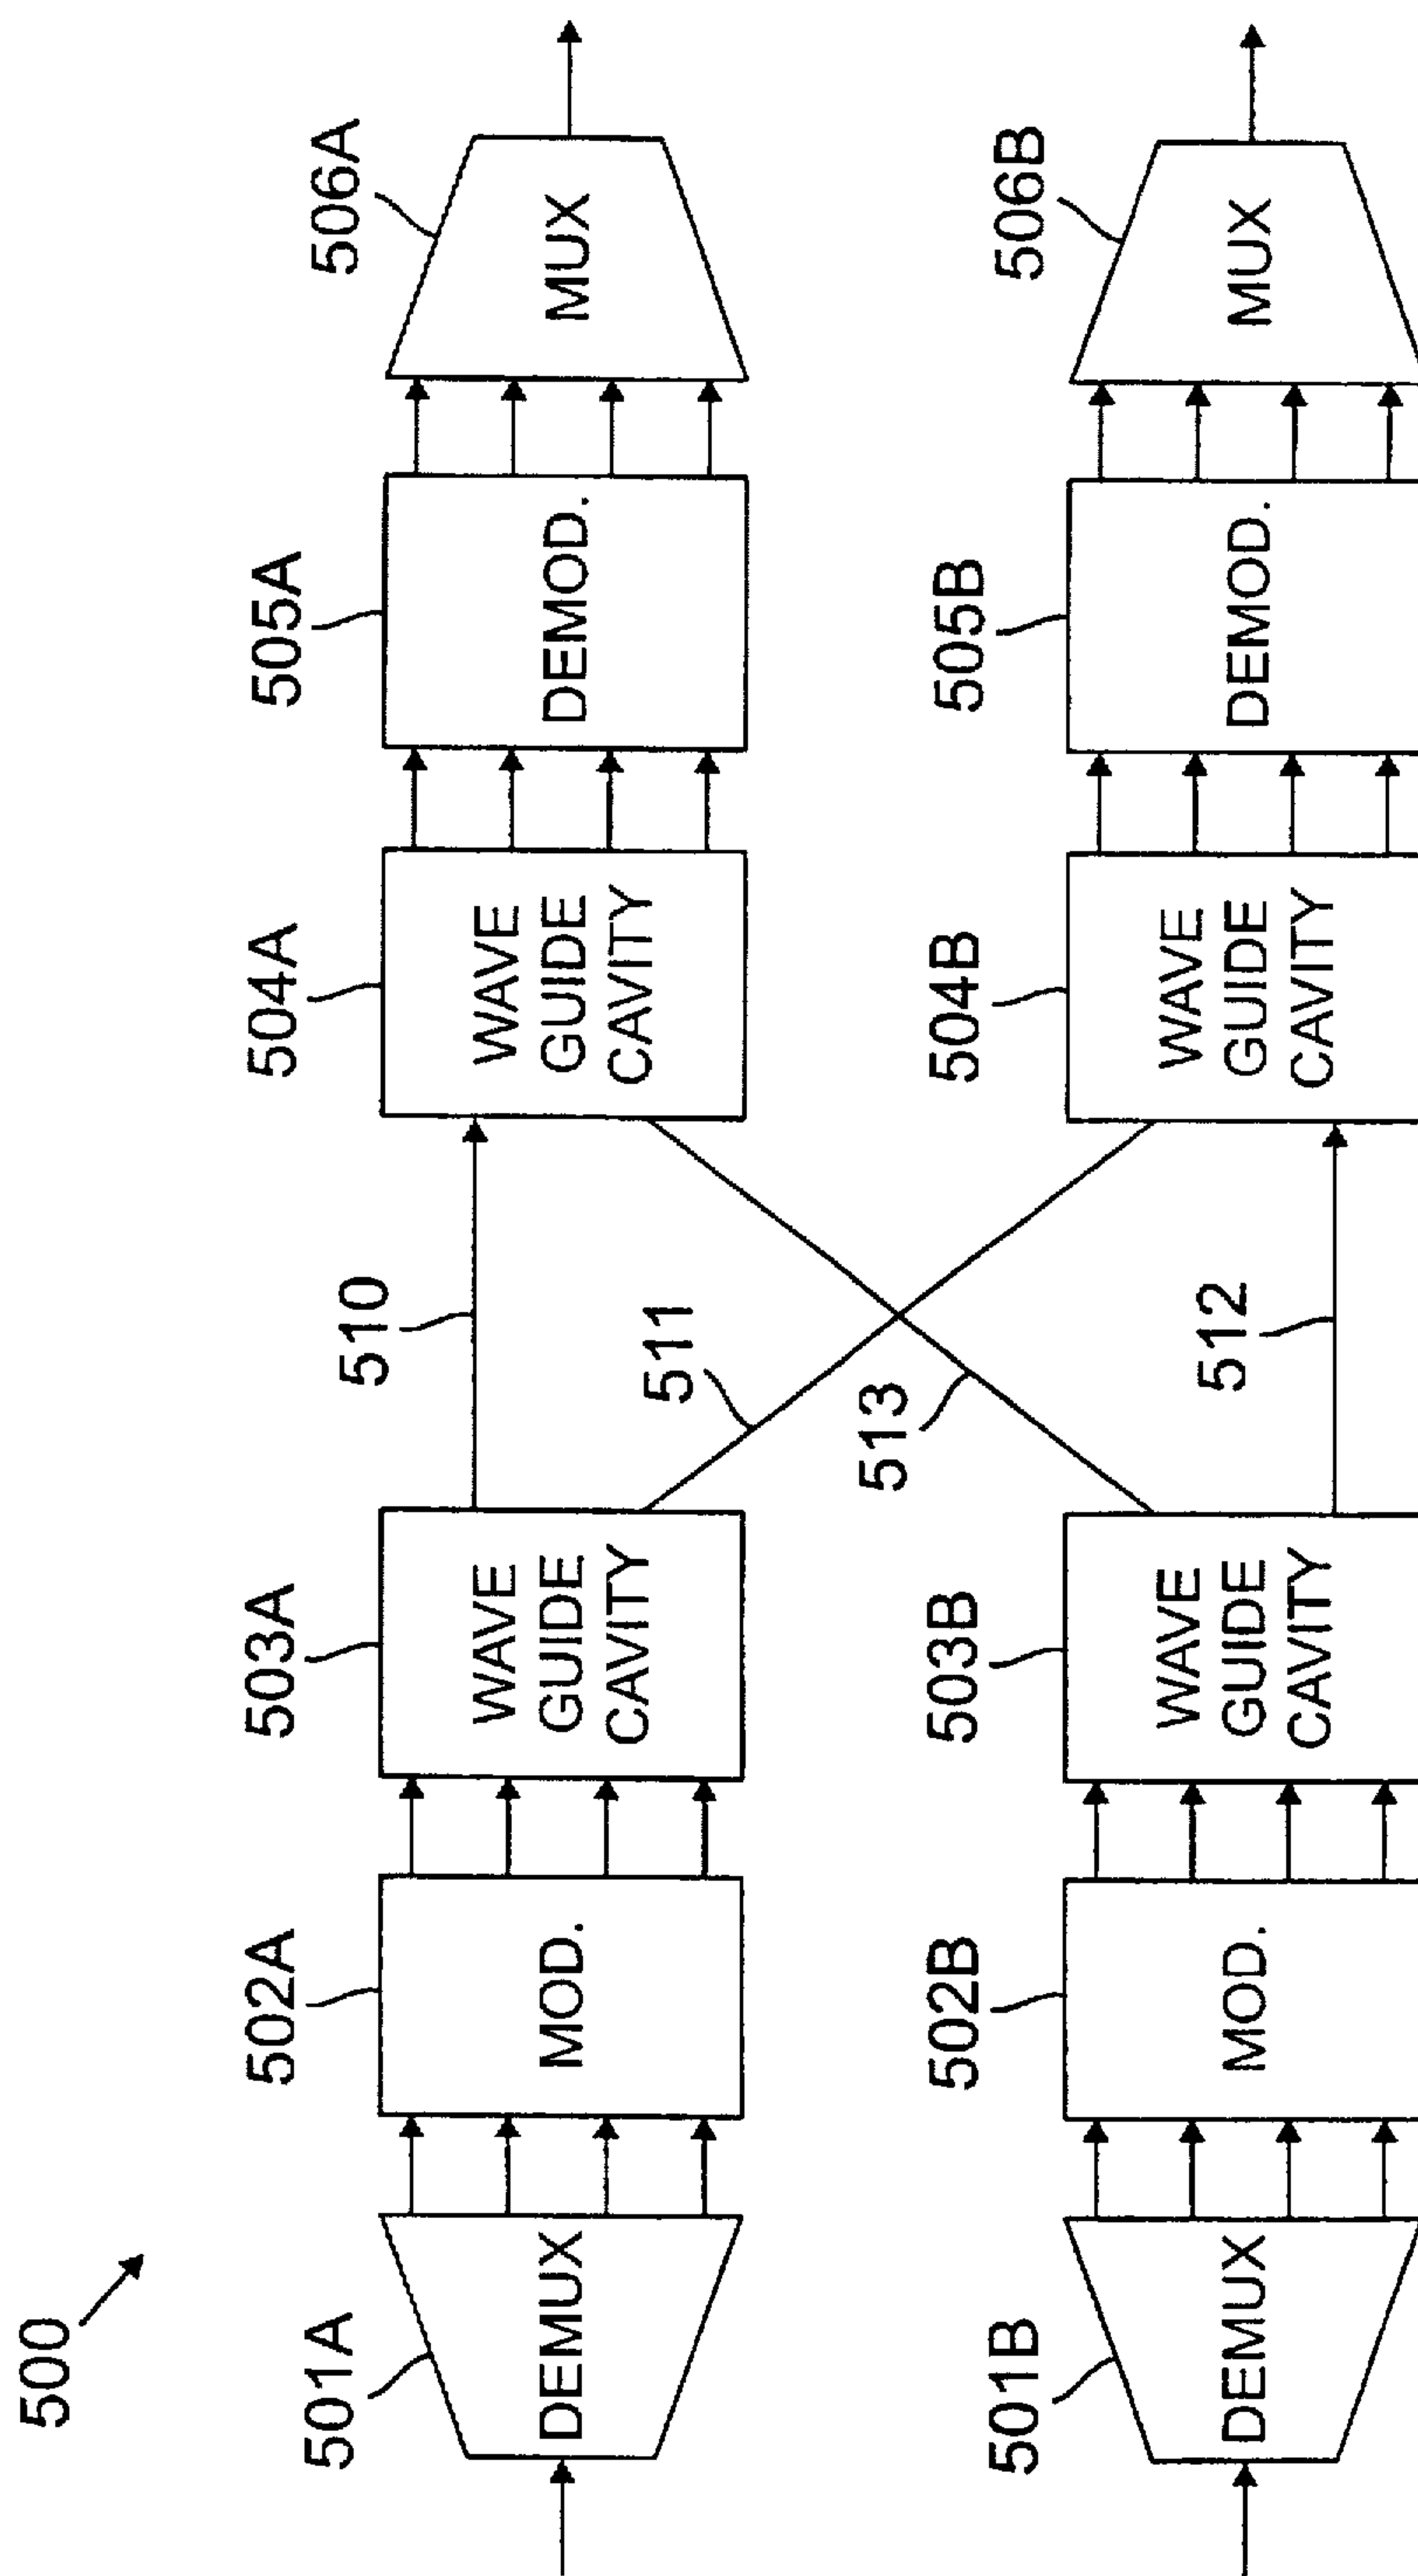 500
501A
DEMUX
502A
MOD.
503A
WAVE
GUIDE
CAVITY
510
511
504A
WAVE
GUIDE
CAVITY
505A
DEMOD.
506A
MUX
501B
DEMUX
502B
MOD.
503B
WAVE
GUIDE
CAVITY
513
512
504B
WAVE
GUIDE
CAVITY
505B
DEMOD.
506B
MUX